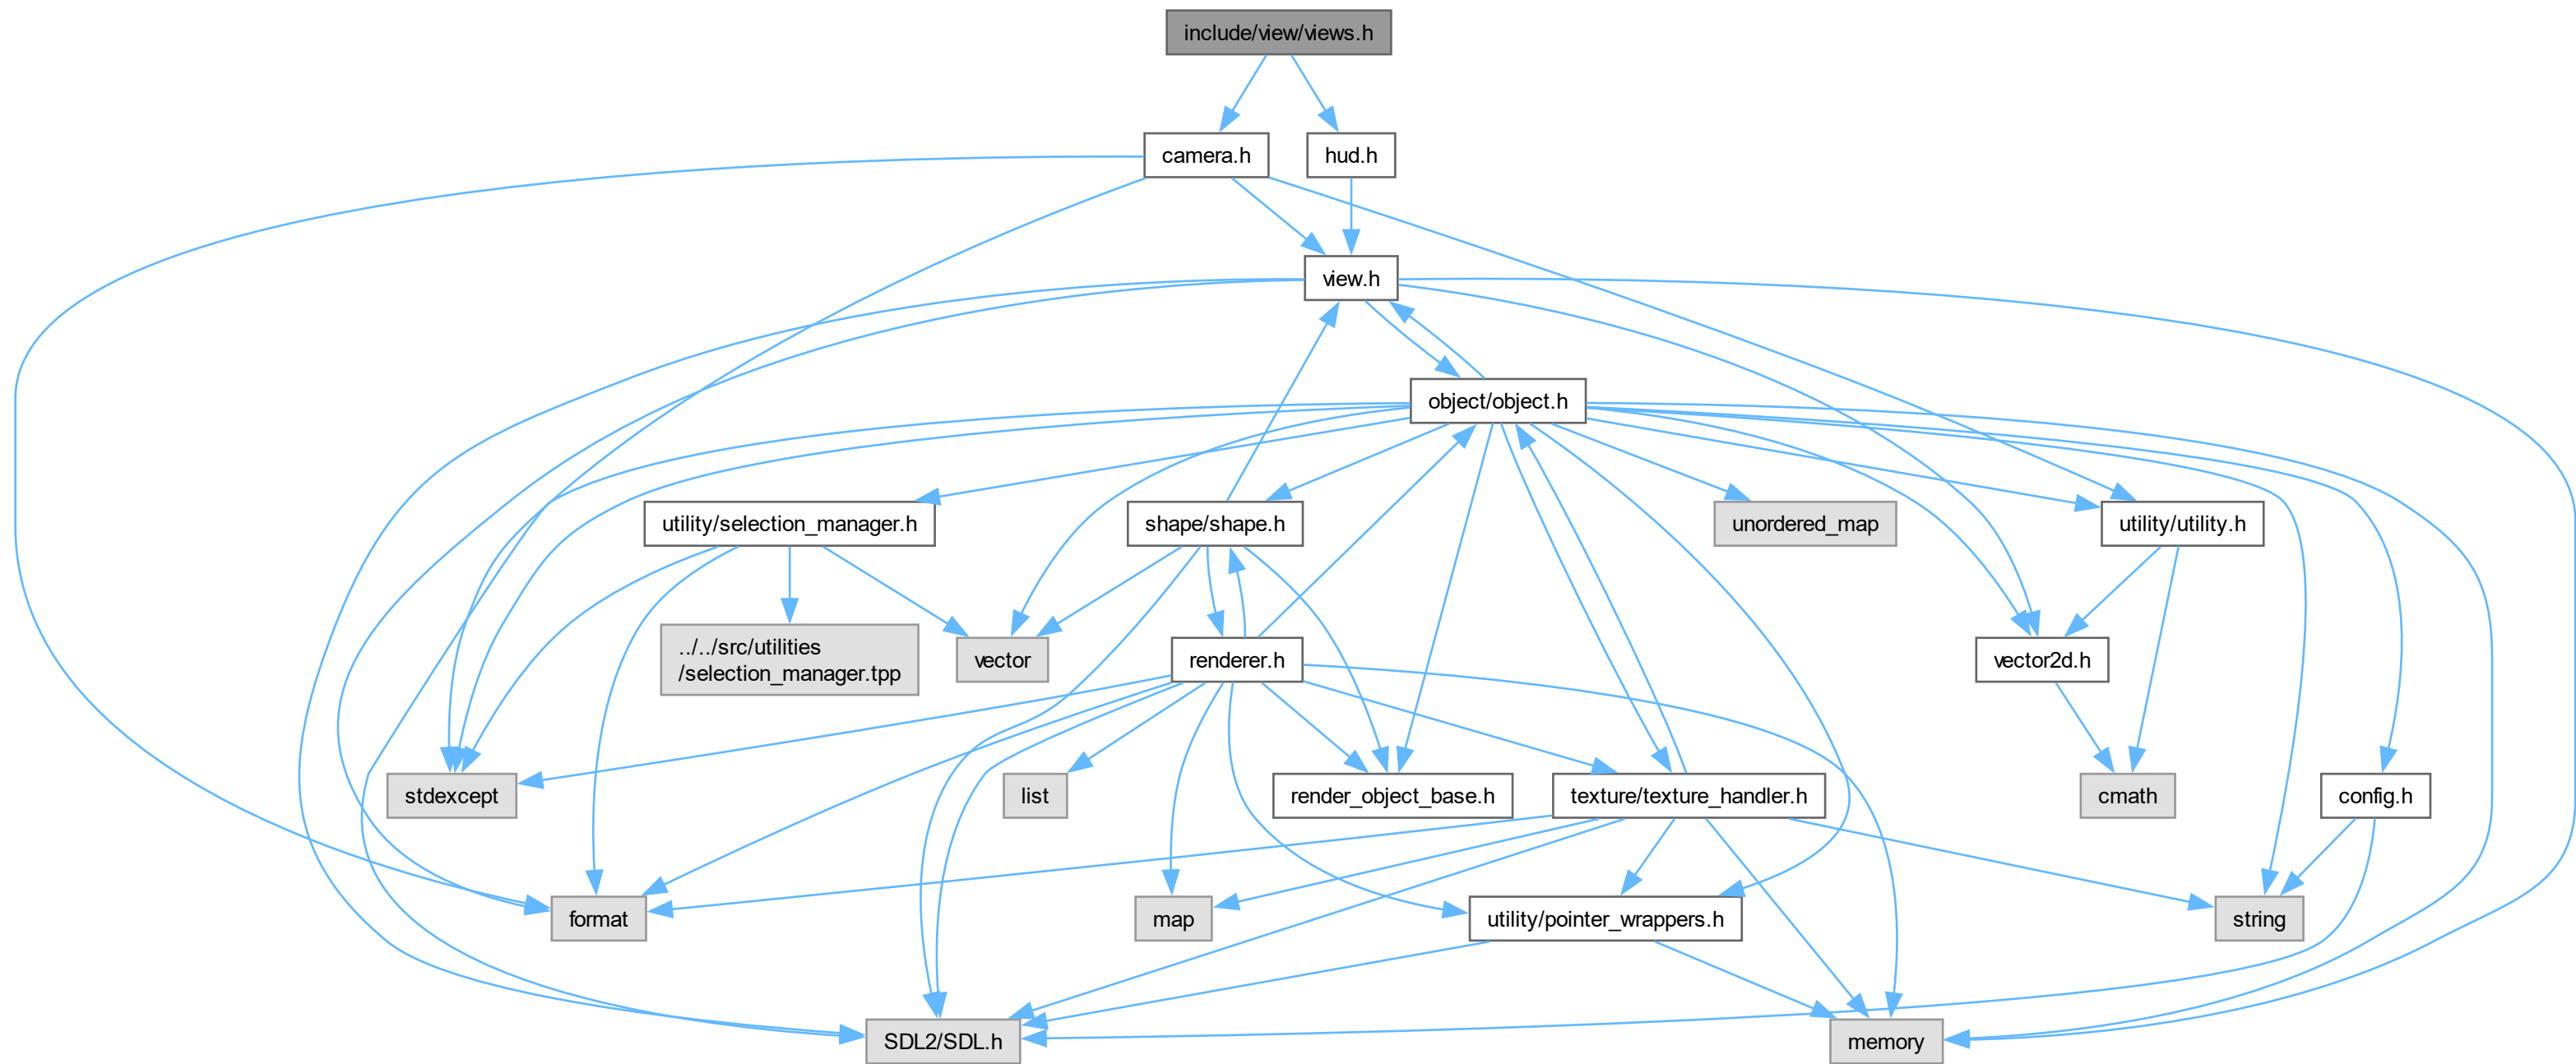 include/view/views.h
camera.h
hud.h
view.h
object/object.h
utility/selection_manager.h
shape/shape.h
unordered_map
utility/utility.h
../../src/utilities
/selection_manager.tpp
vector
renderer.h
vector2d.h
stdexcept
list
render_object_base.h
texture/texture_handler.h
cmath
config.h
format
map
utility/pointer_wrappers.h
string
SDL2/SDL.h
memory